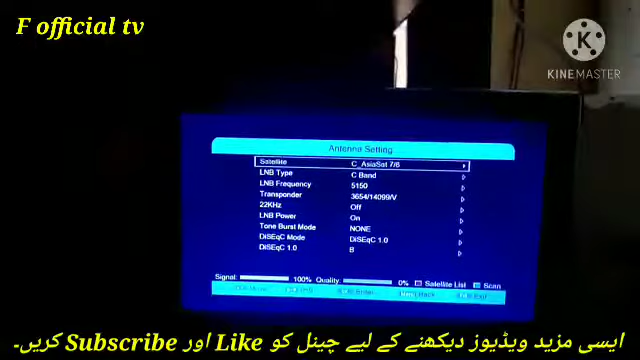 F official tv
KINEMASTER
Antenna Setting
Satellite C_AsiaSat 7/6
LNB Type C Band
LNB Frequency 5150
Transponder 3654/14099/V
22KHz Off
LNB Power On
Tone Burst Mode NONE
DiSEqC Mode DiSEqC 1.0
DiSEqC 1.0 B
Signal: 100% Quality: 0% Satellite List Scan
ایسی مزید ویڈیوز دیکھنے کے لیے چینل کو Like اور Subscribe کریں۔